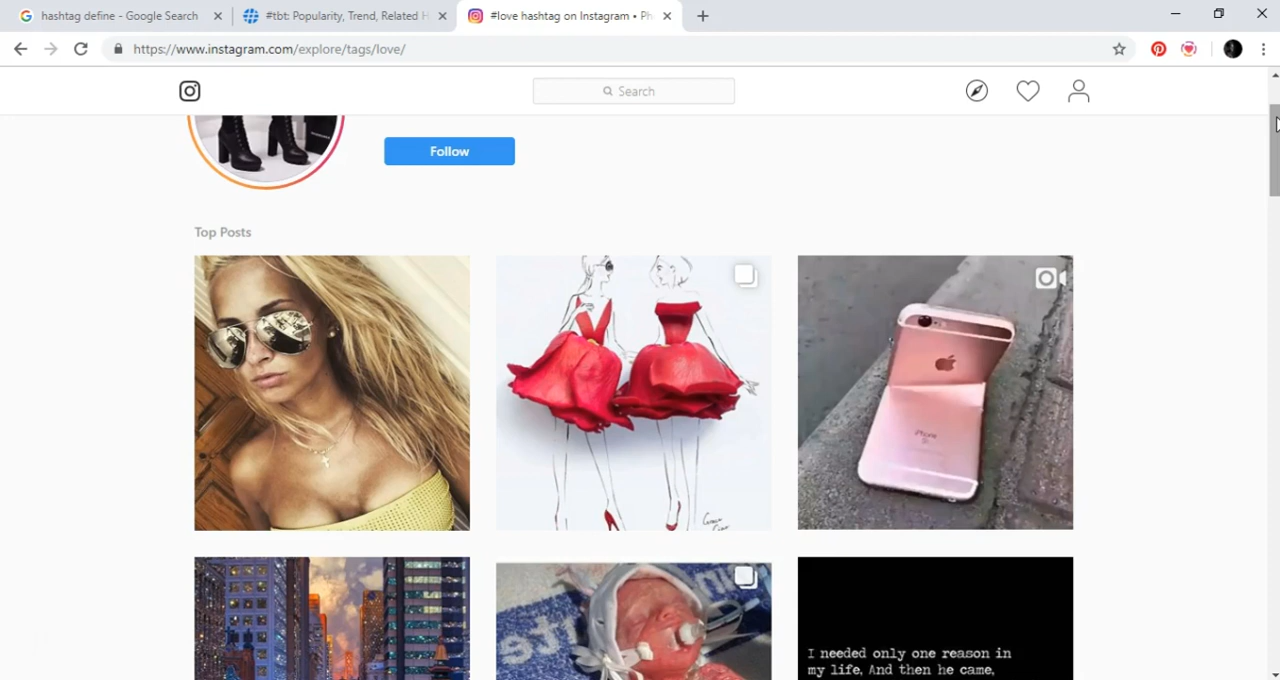 hashtag define - Google Search
#tbt: Popularity, Trend, Related H
#love hashtag on Instagram • Ph
https://www.instagram.com/explore/tags/love/
Search
Follow
Top Posts
iPhone
I needed only one reason in
my life, And then he came,